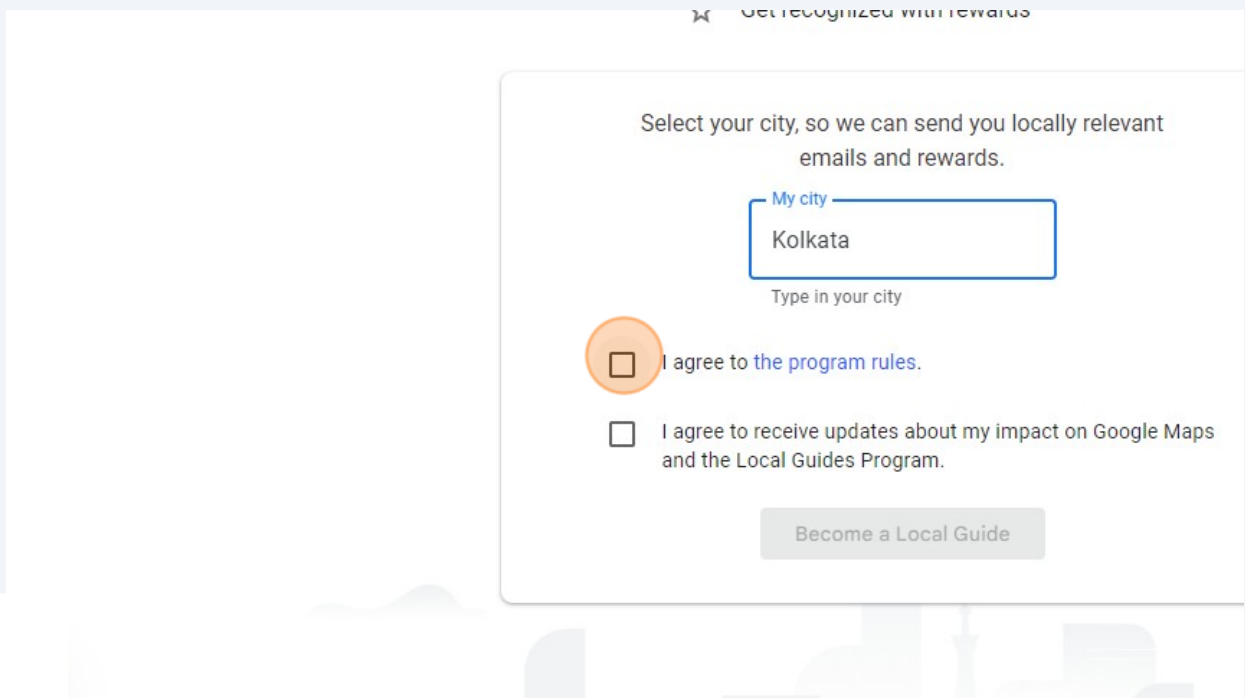 Get recognized with rewards
Select your city, so we can send you locally relevant
emails and rewards.
My city
Kolkata
Type in your city
I agree to the program rules.
I agree to receive updates about my impact on Google Maps
and the Local Guides Program.
Become a Local Guide